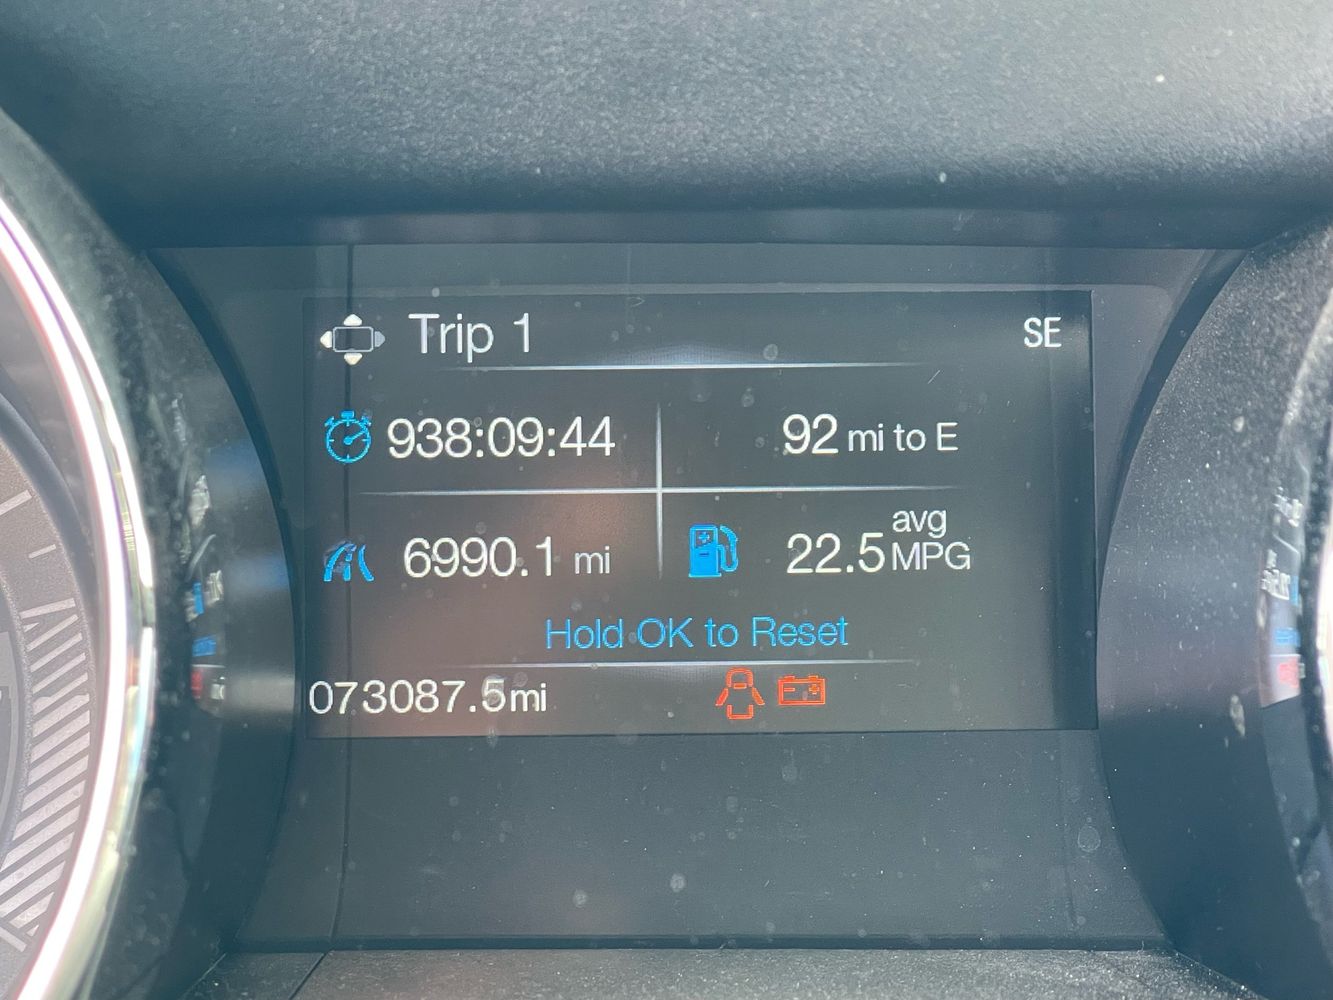 Trip 1 SE
938:09:44 92 mi to E
6990.1 mi 22.5 avg MPG
Hold OK to Reset
073087.5mi